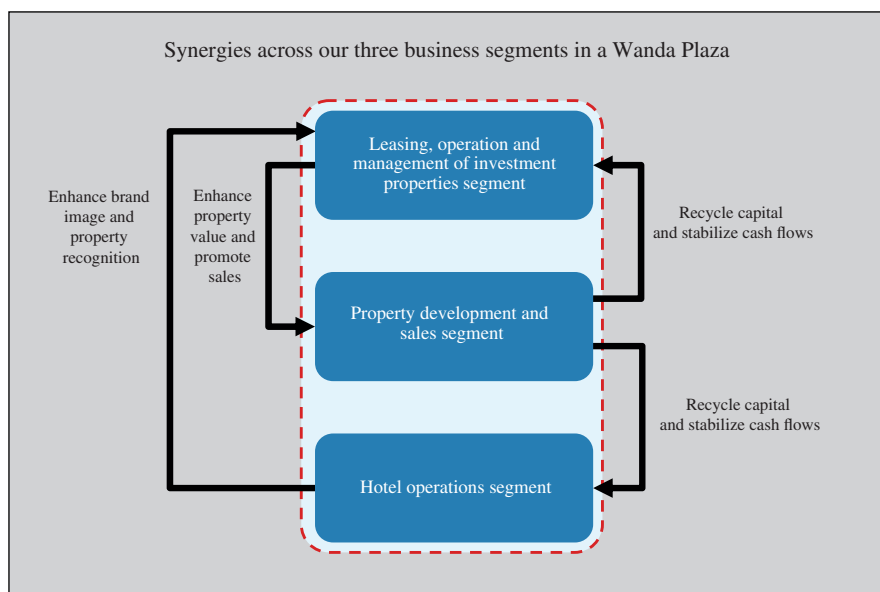 Synergies across our three business segments in a Wanda Plaza
Leasing, operation and
management of investment
properties segment
Enhance brand
image and
property
recognition
Enhance
property
value and
promote
sales
Recycle capital
and stabilize cash flows
Property development and
sales segment
Recycle capital
and stabilize cash flows
Hotel operations segment